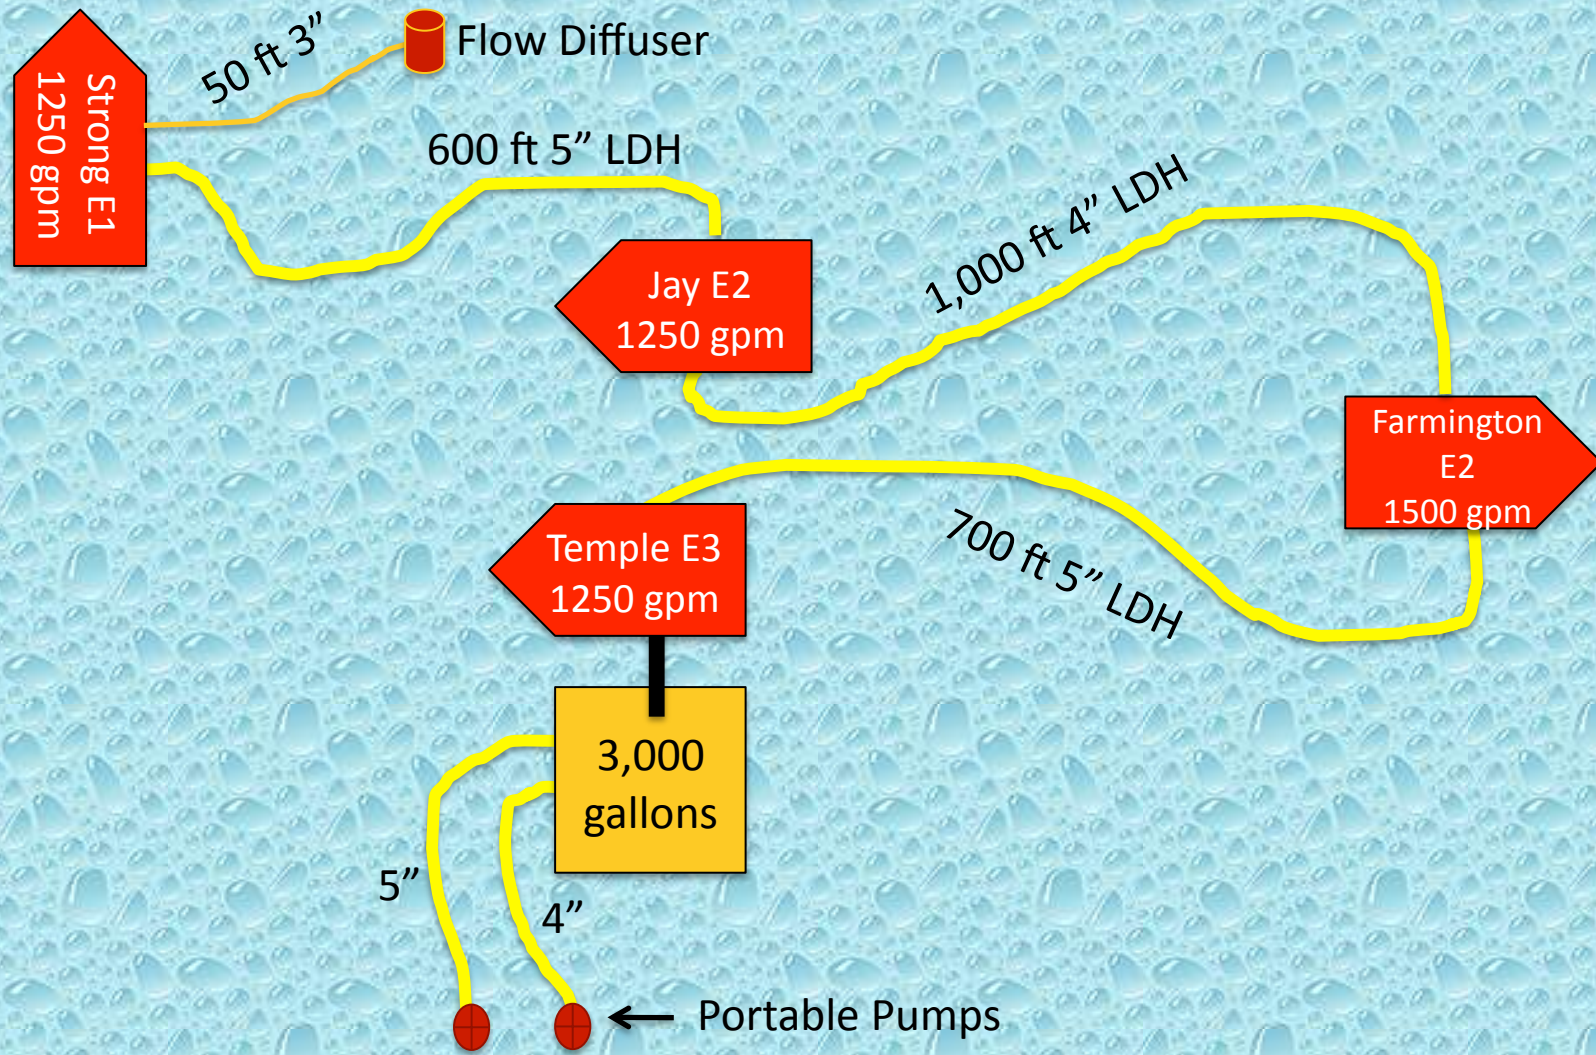 50 ft 3”
Flow Diffuser
Strong E1
1250 gpm
600 ft 5” LDH
1,000 ft 4” LDH
Jay E2
1250 gpm
Farmington
E2
1500 gpm
700 ft 5” LDH
Temple E3
1250 gpm
3,000
gallons
5”
4”
Portable Pumps